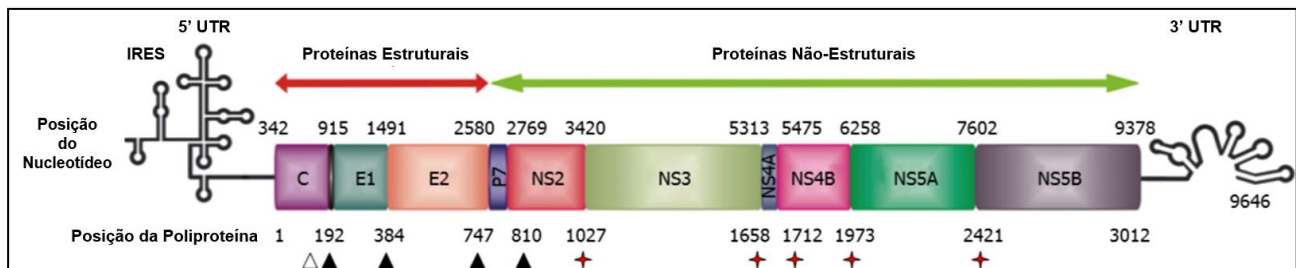 5’ UTR
3’ UTR
IRES
Proteínas Estruturais
Proteínas Não-Estruturais
Posição do Nucleotídeo
342 915 1491 2580 2769 3420 5313 5475 6258 7602 9378
C E1 E2 P7 NS2 NS3 NS4A NS4B NS5A NS5B
9646
Posição da Poliproteína 1 192 384 747 810 1027 1658 1712 1973 2421 3012